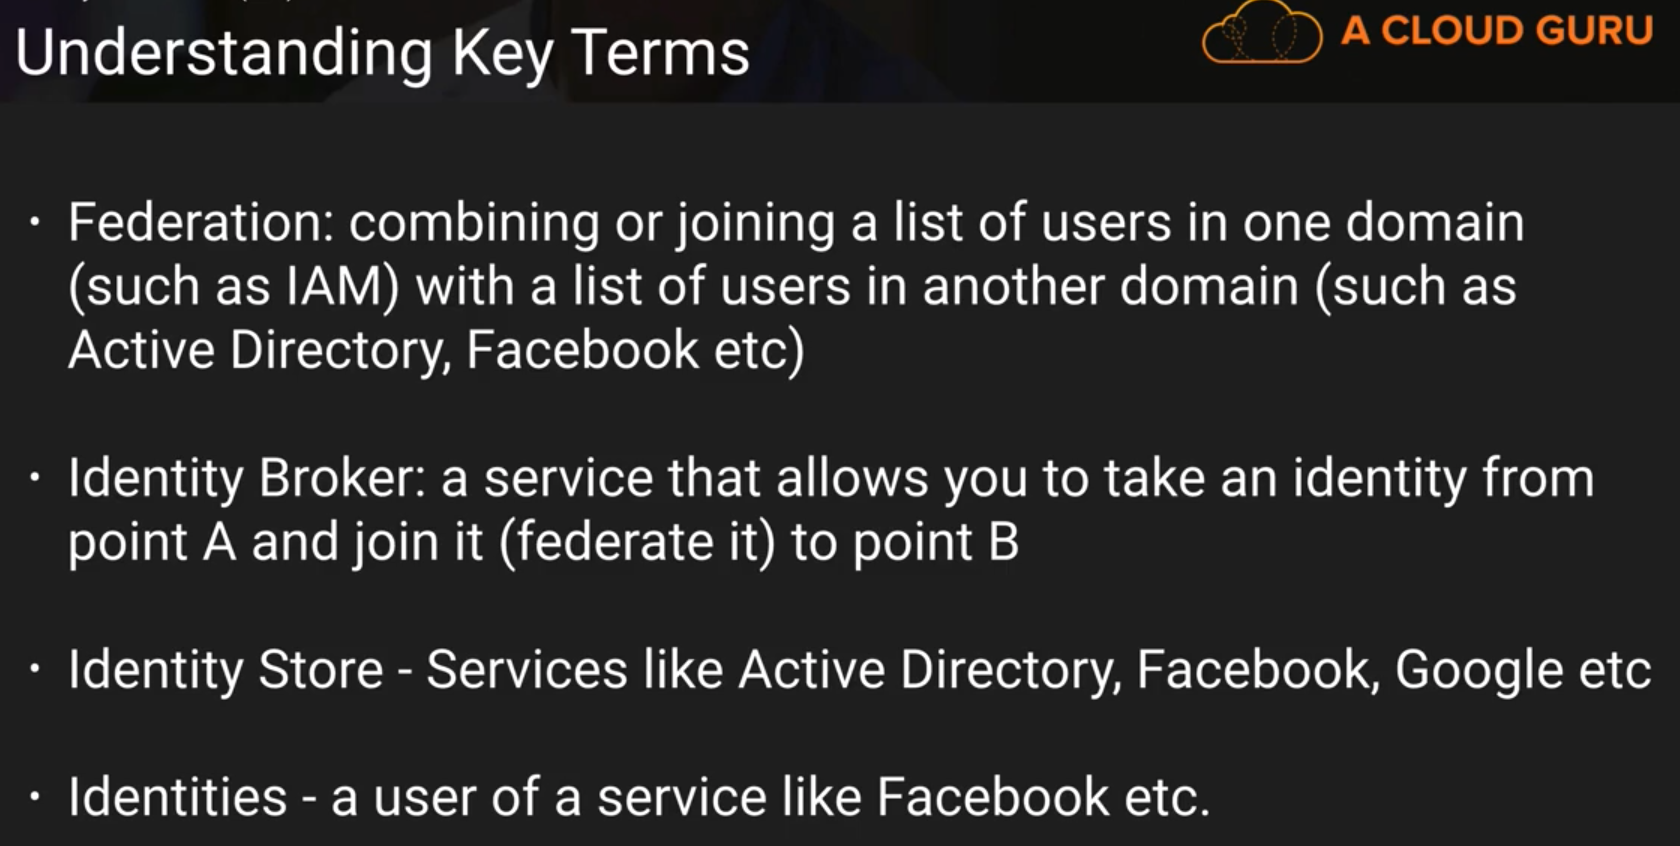 Understanding Key Terms
A CLOUD GURU
• Federation: combining or joining a list of users in one domain
(such as IAM) with a list of users in another domain (such as
Active Directory, Facebook etc)
• Identity Broker: a service that allows you to take an identity from
point A and join it (federate it) to point B
• Identity Store - Services like Active Directory, Facebook, Google etc
• Identities - a user of a service like Facebook etc.